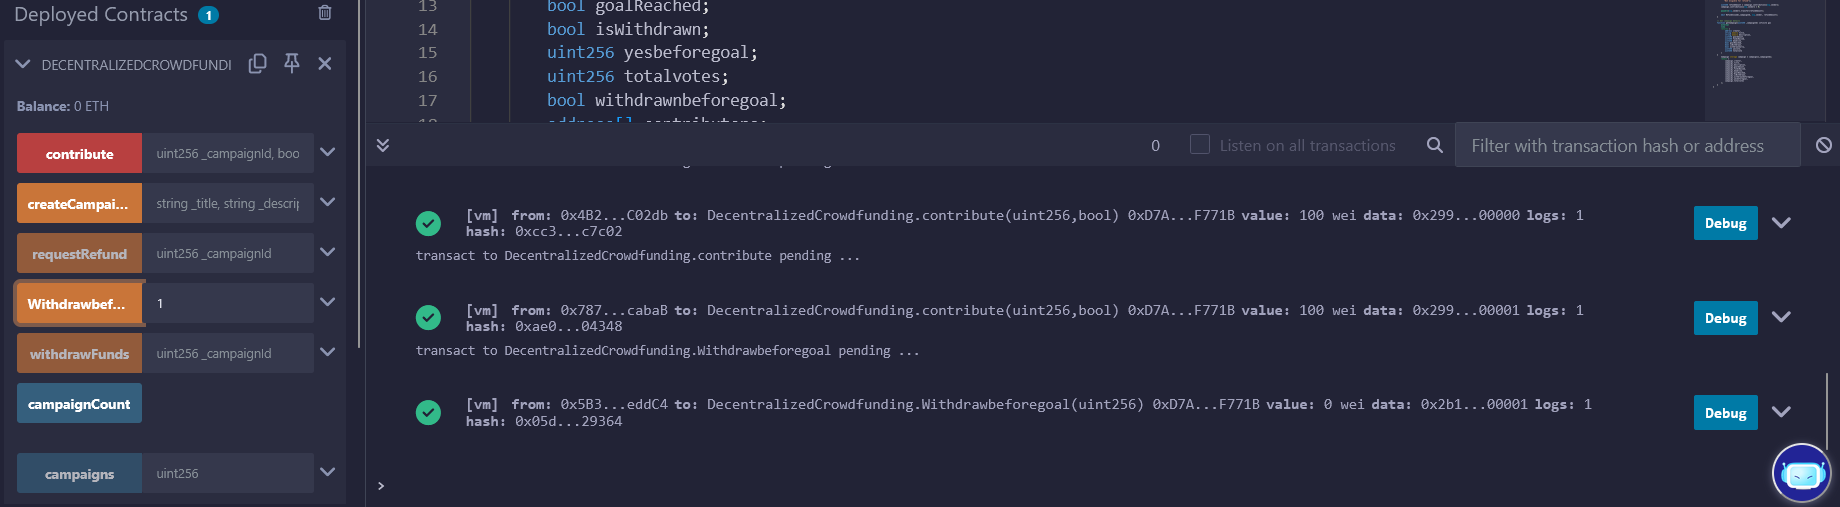 Deployed Contracts 1
DECENTRALIZEDCROWDFUNDI
Balance: 0 ETH
contribute uint256 _campaignId, boo
createCampai... string _title, string _descrip
requestRefund uint256 _campaignId
Withdrawbef... 1
withdrawFunds uint256 _campaignId
campaignCount
campaigns uint256
13 bool goalReached;
14 bool isWithdrawn;
15 uint256 yesbeforegoal;
16 uint256 totalvotes;
17 bool withdrawnbeforegoal;
18 address[] contributors;
0 Listen on all transactions Filter with transaction hash or address
[vm] from: 0x4B2...C02db to: DecentralizedCrowdfunding.contribute(uint256,bool) 0xD7A...F771B value: 100 wei data: 0x299...00000 logs: 1
hash: 0xcc3...c7c02
Debug
transact to DecentralizedCrowdfunding.contribute pending ...
[vm] from: 0x787...cabaB to: DecentralizedCrowdfunding.contribute(uint256,bool) 0xD7A...F771B value: 100 wei data: 0x299...00001 logs: 1
hash: 0xae0...04348
Debug
transact to DecentralizedCrowdfunding.Withdrawbeforegoal pending ...
[vm] from: 0x5B3...eddC4 to: DecentralizedCrowdfunding.Withdrawbeforegoal(uint256) 0xD7A...F771B value: 0 wei data: 0x2b1...00001 logs: 1
hash: 0x05d...29364
Debug
>